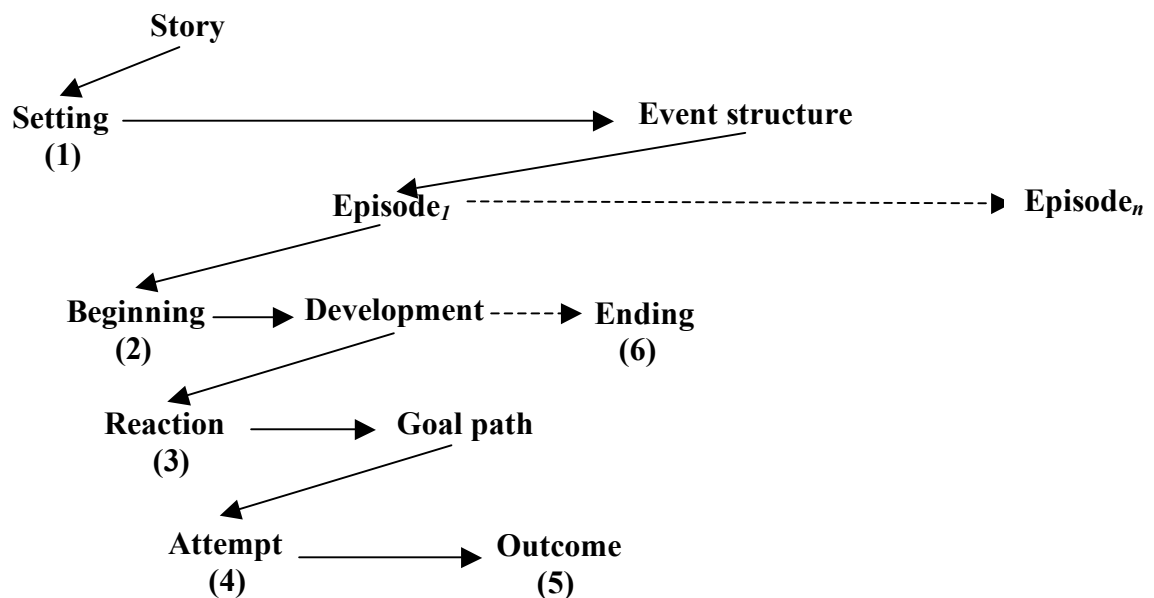 Story
Setting Event structure
(1)
Episode1 Episoden
Beginning Development Ending
(2) (6)
Reaction Goal path
(3)
Attempt Outcome
(4) (5)